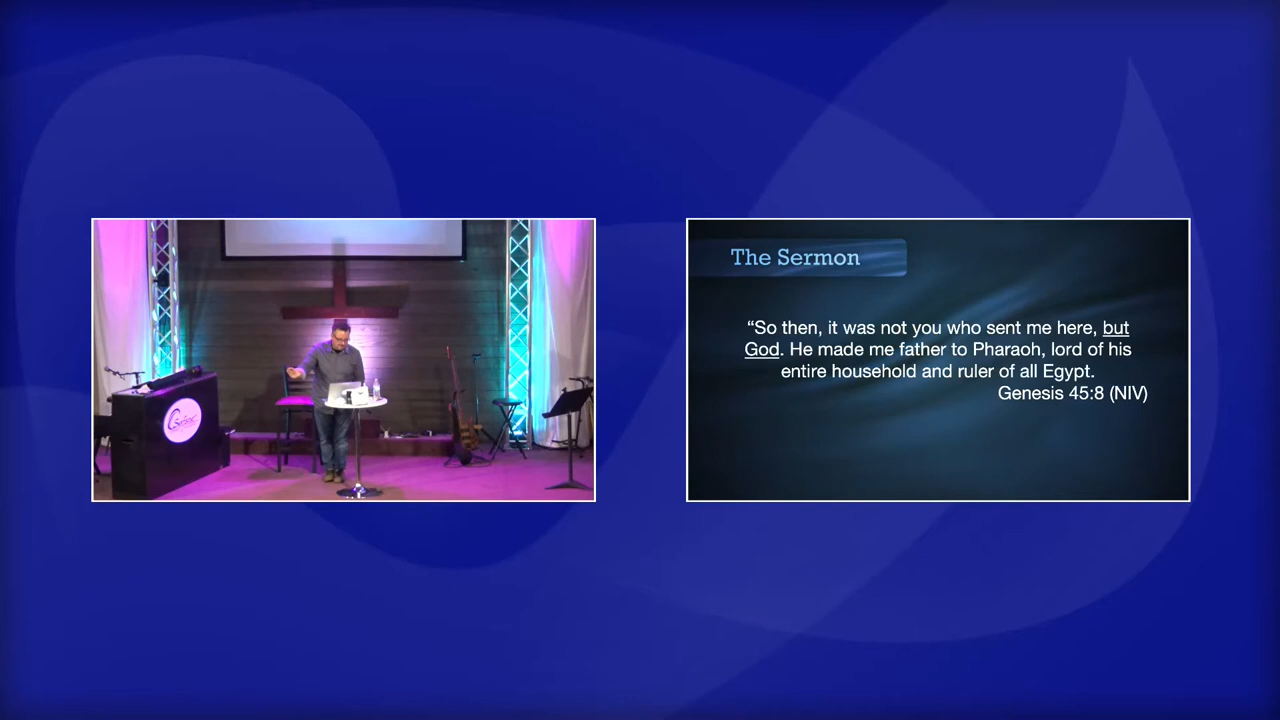 The Sermon
“So then, it was not you who sent me here, but
God. He made me father to Pharaoh, lord of his
entire household and ruler of all Egypt.
Genesis 45:8 (NIV)